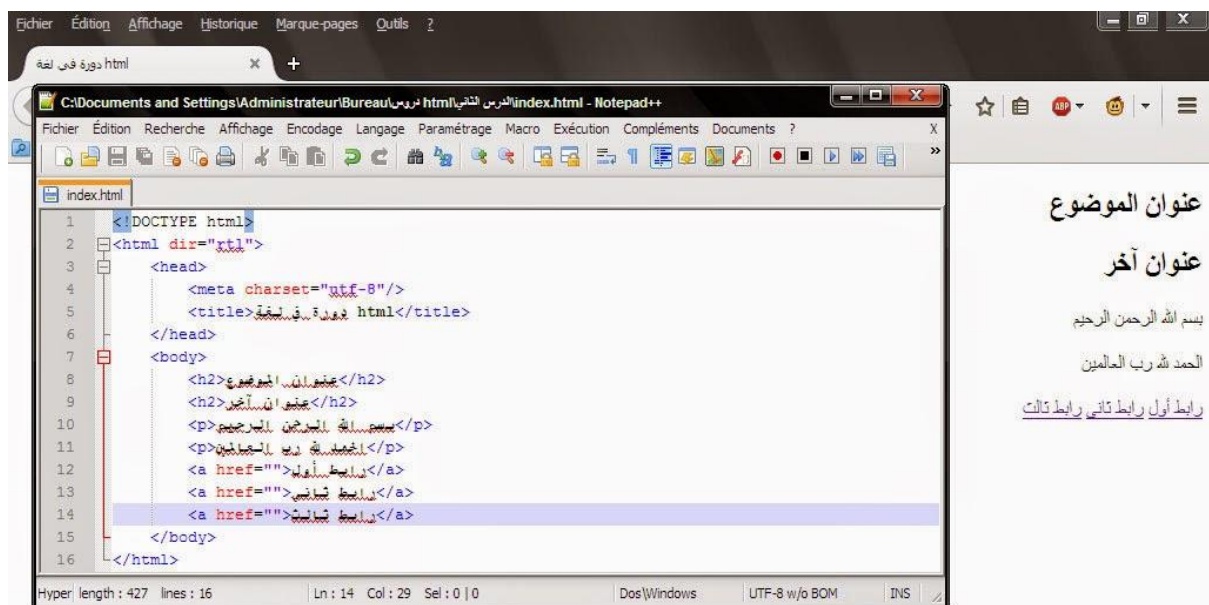 Fichier Édition Affichage Historique Marque-pages Outils ?
دورة في لغة html
C:\Documents and Settings\Administrateur\Bureau\دروس html\الدرس الثاني\index.html - Notepad++
Fichier Édition Recherche Affichage Encodage Langage Paramétrage Macro Exécution Compléments Documents ? X
index.html
1 <!DOCTYPE html>
2 <html dir="rtl">
3 <head>
4 <meta charset="utf-8"/>
5 <title>دورة في لغة html</title>
6 </head>
7 <body>
8 <h2>عنوان الموضوع</h2>
9 <h2>عنوان آخر</h2>
10 <p>بسم الله الرحمن الرحيم</p>
11 <p>الحمد لله رب العالمين</p>
12 <a href="">رابط أول</a>
13 <a href="">رابط ثاني</a>
14 <a href="">رابط ثالث</a>
15 </body>
16 </html>
Hyper length : 427 lines : 16 Ln : 14 Col : 29 Sel : 0 | 0 Dos\Windows UTF-8 w/o BOM INS
ABP
عنوان الموضوع
عنوان آخر
بسم الله الرحمن الرحيم
الحمد لله رب العالمين
رابط أول رابط ثاني رابط ثالث